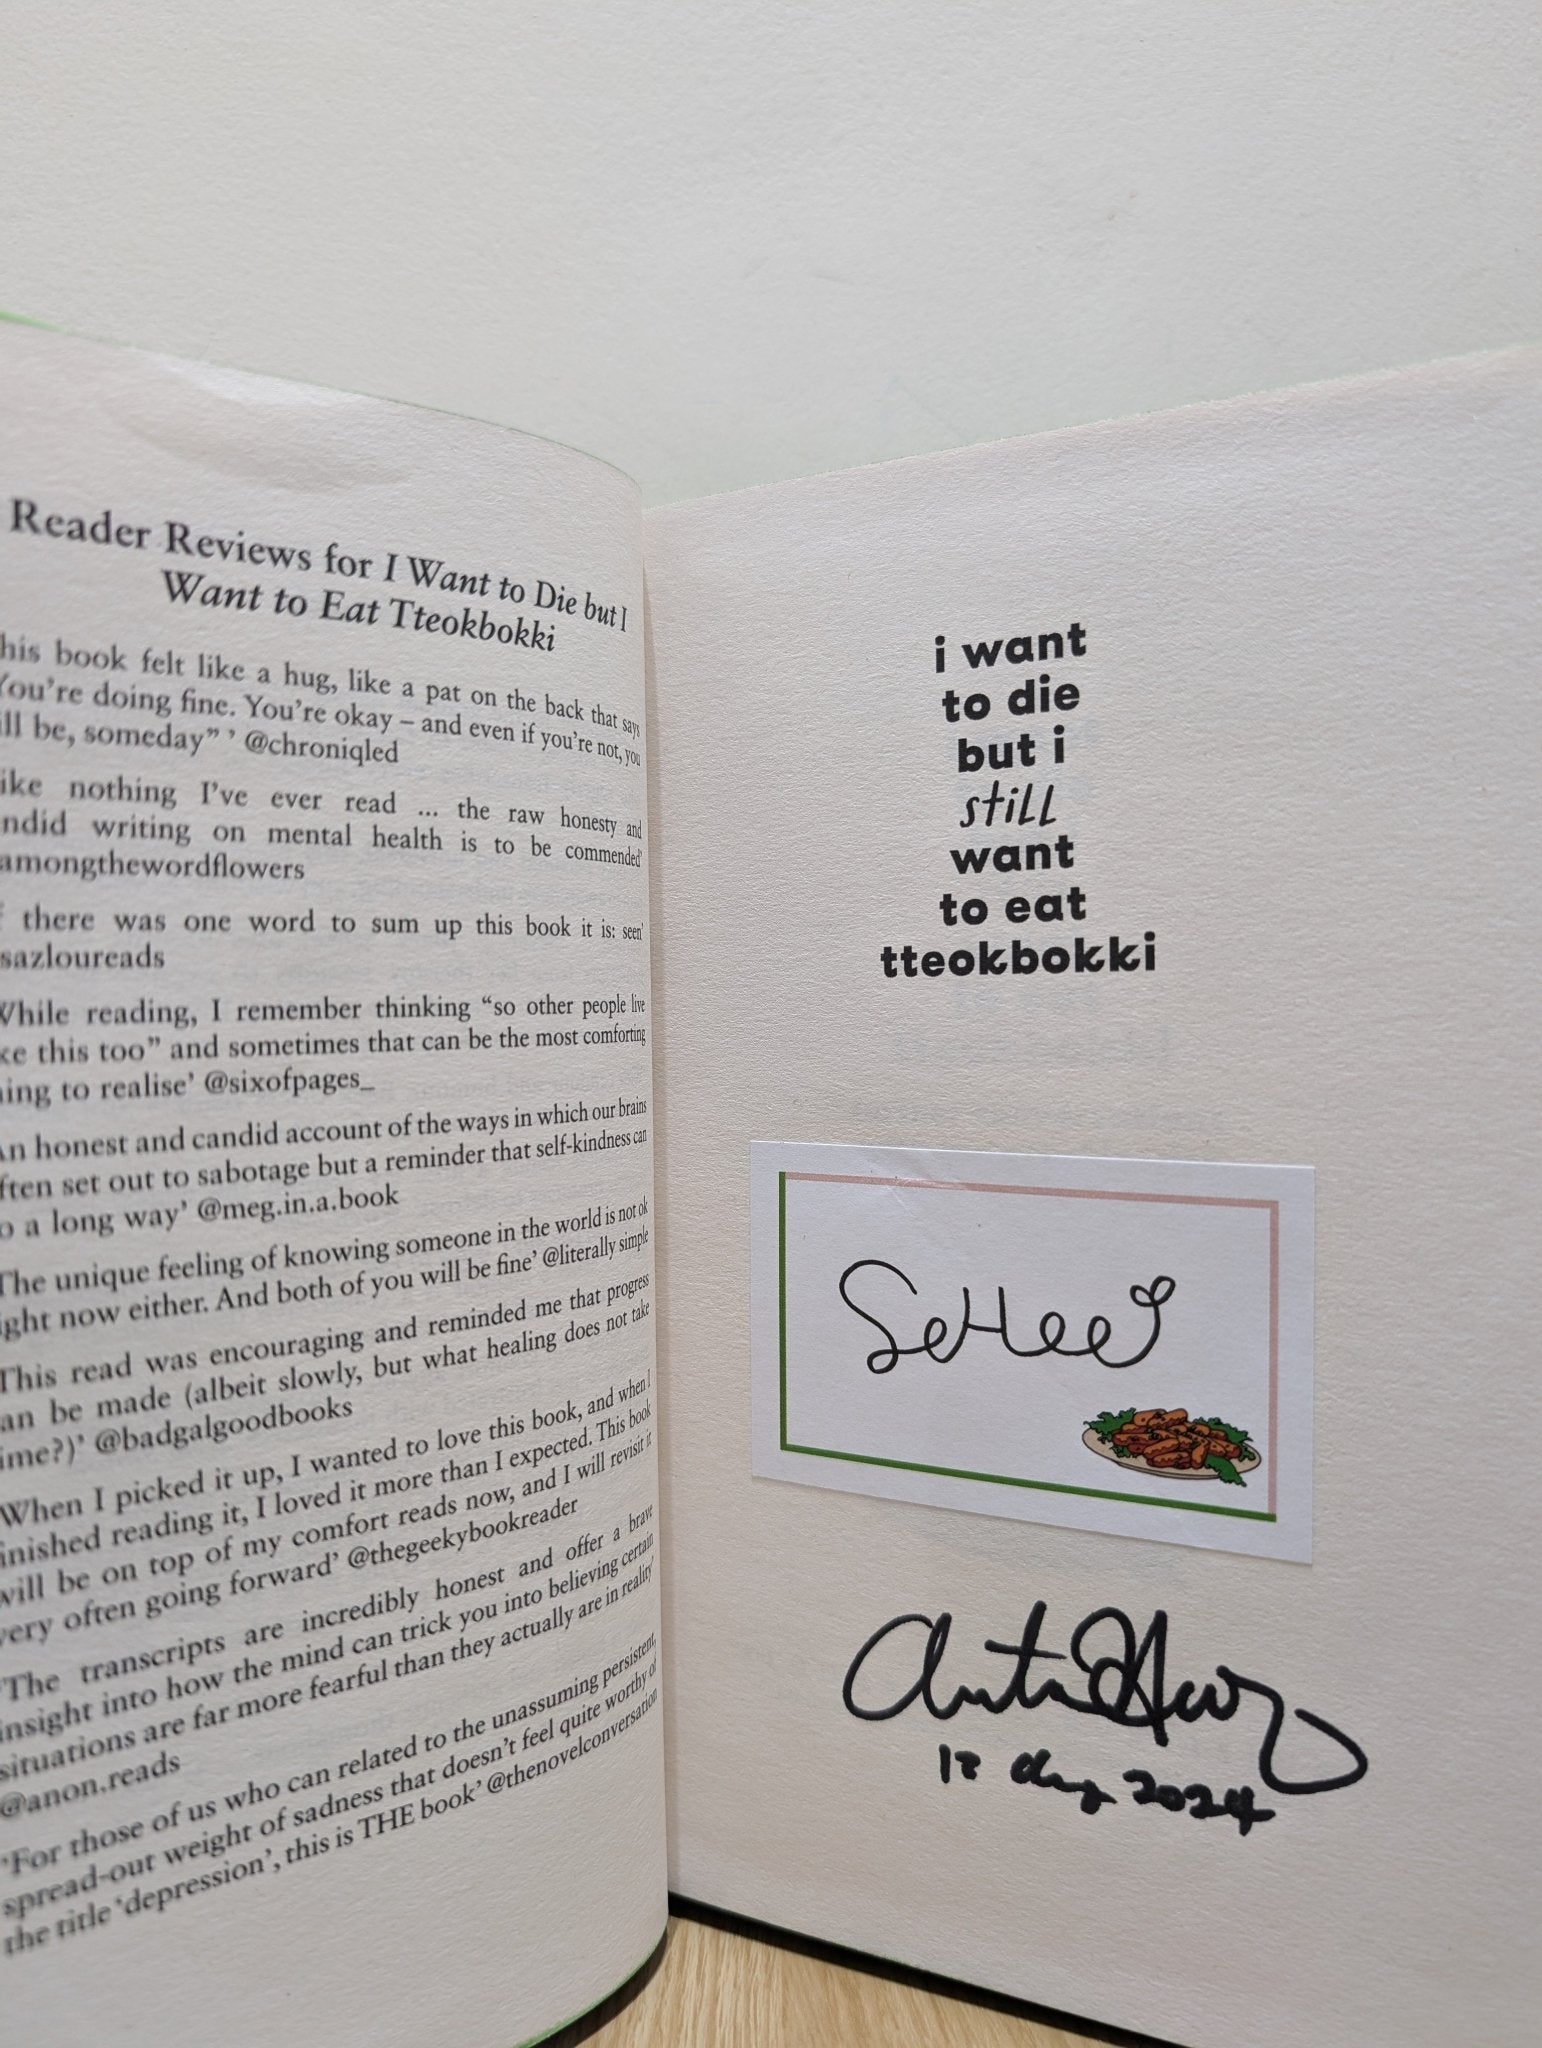 Reader Reviews for I Want to Die but I
Want to Eat Tteokbokki
his book felt like a hug, like a pat on the back that says
You're doing fine. You're okay – and even if you're not, you
ill be, someday” ’ @chroniqled
ike nothing I've ever read ... the raw honesty and
ndid writing on mental health is to be commended’
amongthewordflowers
there was one word to sum up this book it is: seen’
sazloureads
While reading, I remember thinking “so other people live
ke this too” and sometimes that can be the most comforting
ing to realise’ @sixofpages_
An honest and candid account of the ways in which our brains
ften set out to sabotage but a reminder that self-kindness can
o a long way’ @meg.in.a.book
The unique feeling of knowing someone in the world is not ok
ight now either. And both of you will be fine’ @literally simple
This read was encouraging and reminded me that progress
an be made (albeit slowly, but what healing does not take
ime?)’ @badgalgoodbooks
When I picked it up, I wanted to love this book, and when I
inished reading it, I loved it more than I expected. This book
will be on top of my comfort reads now, and I will revisit it
very often going forward’ @thegeekybookreader
‘The transcripts are incredibly honest and offer a brave
insight into how the mind can trick you into believing certain
situations are far more fearful than they actually are in reality’
@anon.reads
‘For those of us who can related to the unassuming persistent,
spread-out weight of sadness that doesn't feel quite worthy of
the title ‘depression’, this is THE book’ @thenovelconversation
i want
to die
but i
still
want
to eat
tteokbokki
SeHee
Anton Hur
2024